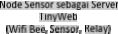 Node Sensor sebagai Server
TinyWeb
(Wifi Bee, Sensor, Relay)